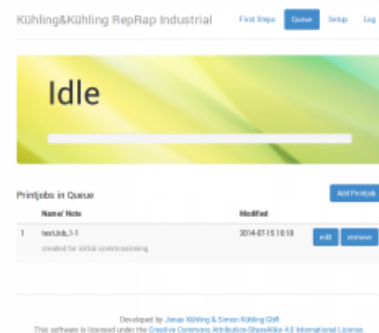 Kühling&Kühling RepRap Industrial
First Steps Queue Setup Log
Idle
Printjobs in Queue
Add Printjob
Name/ Note Modified
1 testJob_1-1 2014-07-15 10:18 edit remove
created for initial commissioning
Developed by Jonas Kühling & Simon Kühling GbR
This software is licensed under the Creative Commons Attribution-ShareAlike 4.0 International License.